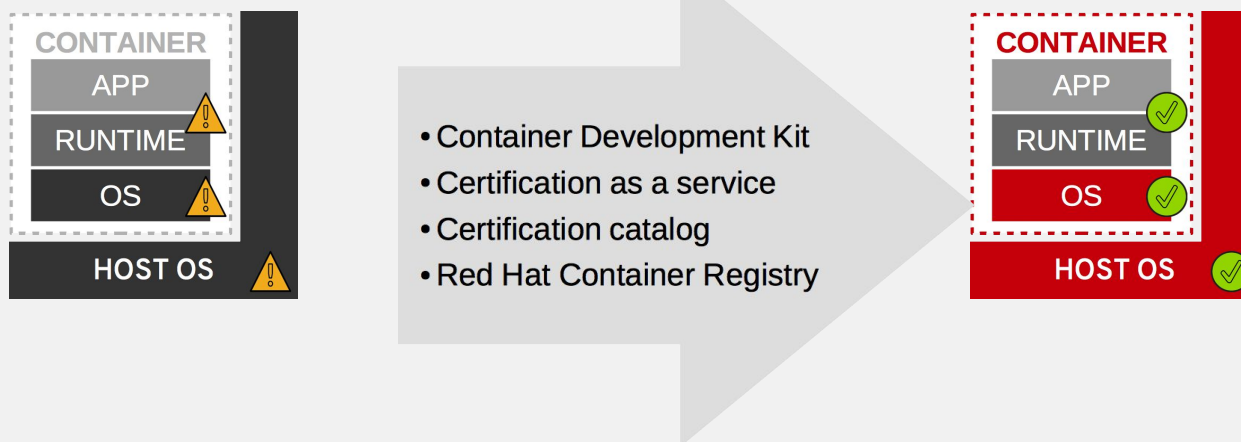 CONTAINER
APP
RUNTIME
OS
HOST OS
• Container Development Kit
• Certification as a service
• Certification catalog
• Red Hat Container Registry
CONTAINER
APP
RUNTIME
OS
HOST OS